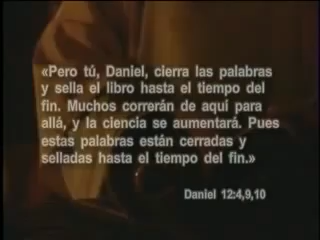 «Pero tú, Daniel, cierra las palabras
y sella el libro hasta el tiempo del
fin. Muchos correrán de aquí para
allá, y la ciencia se aumentará. Pues
estas palabras están cerradas y
selladas hasta el tiempo del fin.»
Daniel 12:4,9,10